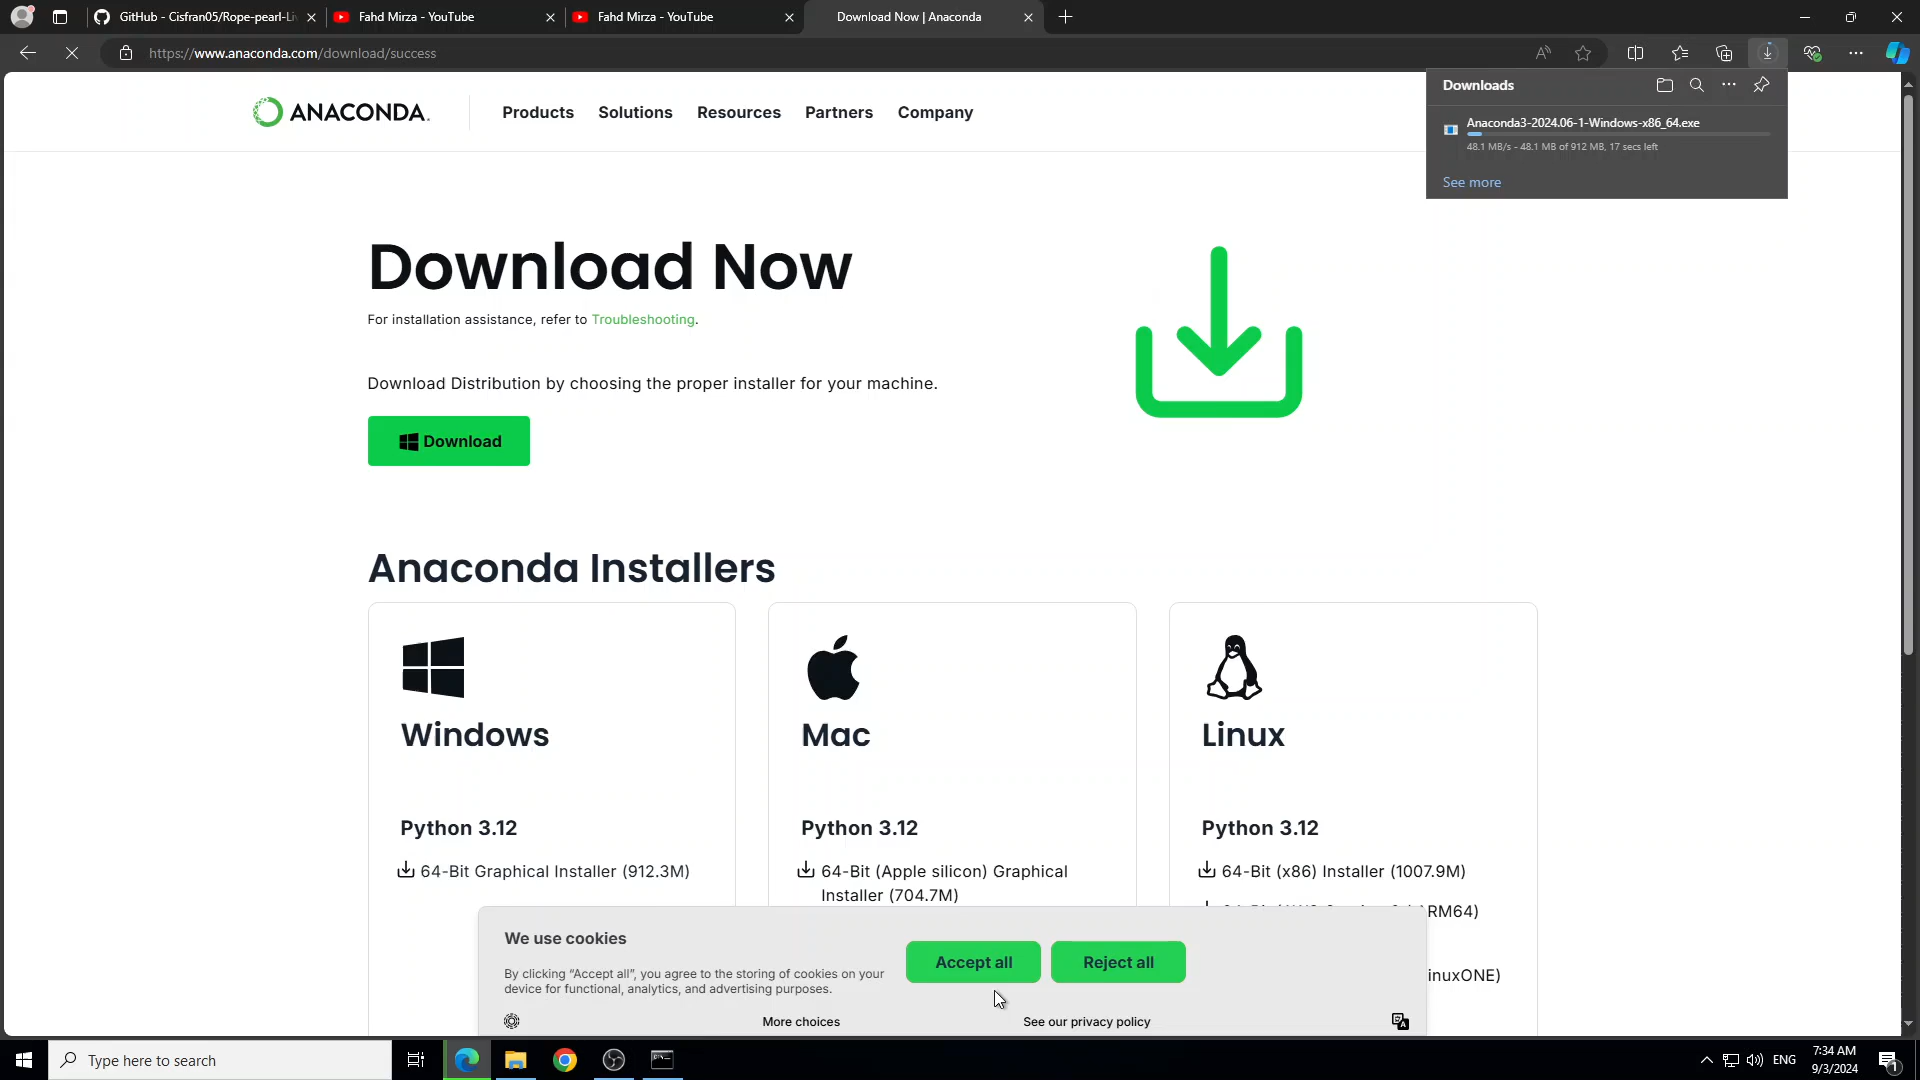 GitHub - Cisfran05/Rope-pearl-Li
Fahd Mirza - YouTube
Fahd Mirza - YouTube
Download Now | Anaconda
https://www.anaconda.com/download/success
ANACONDA.
Products
Solutions
Resources
Partners
Company
Downloads
Anaconda3-2024.06-1-Windows-x86_64.exe
48.1 MB/s - 48.1 MB of 912 MB, 17 secs left
See more
Download Now
For installation assistance, refer to Troubleshooting.
Download Distribution by choosing the proper installer for your machine.
Download
Anaconda Installers
Windows
Python 3.12
64-Bit Graphical Installer (912.3M)
Mac
Python 3.12
64-Bit (Apple silicon) Graphical
Installer (704.7M)
Linux
Python 3.12
64-Bit (x86) Installer (1007.9M)
RM64)
inuxONE)
We use cookies
By clicking “Accept all”, you agree to the storing of cookies on your
device for functional, analytics, and advertising purposes.
Accept all
Reject all
More choices
See our privacy policy
Type here to search
ENG
7:34 AM
9/3/2024
1